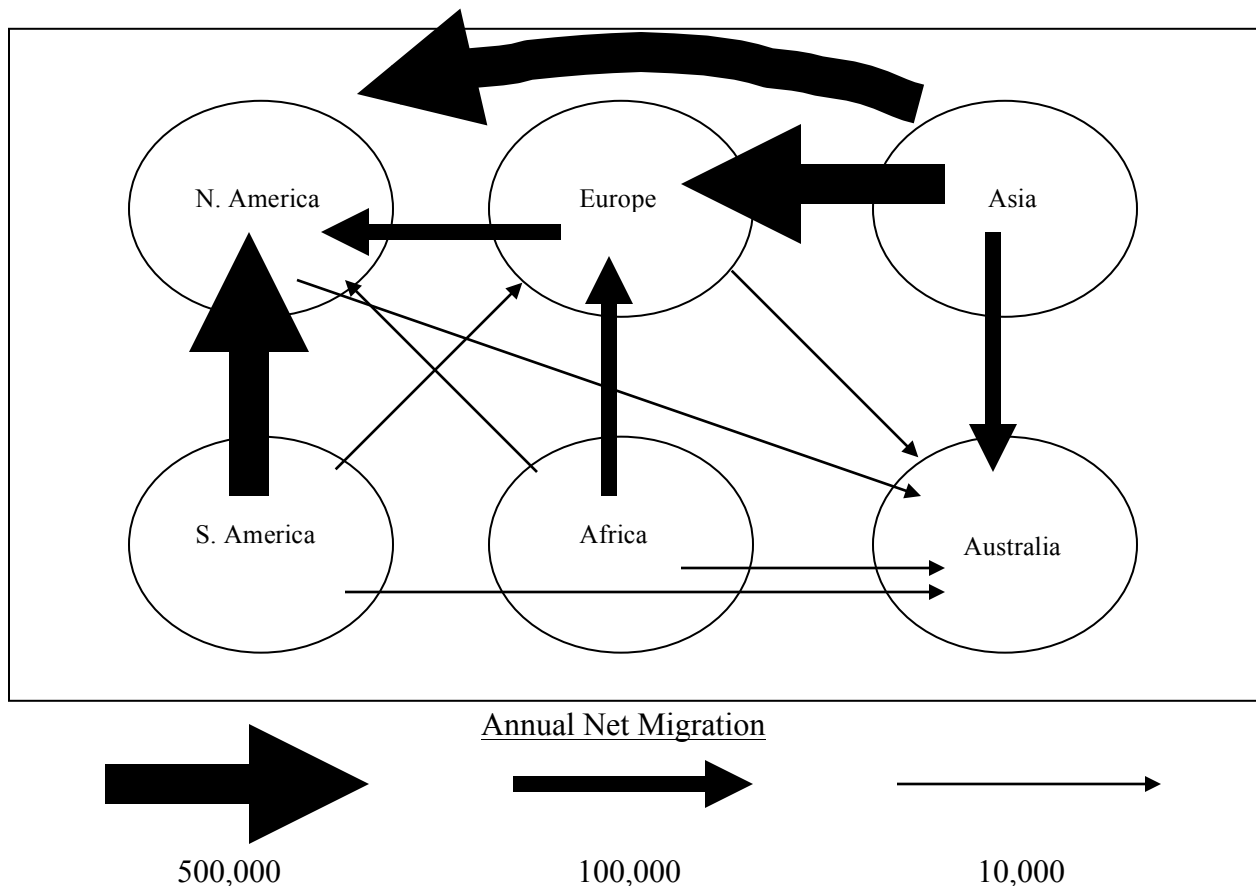 N. America
Europe
Asia
S. America
Africa
Australia
Annual Net Migration
500,000
100,000
10,000